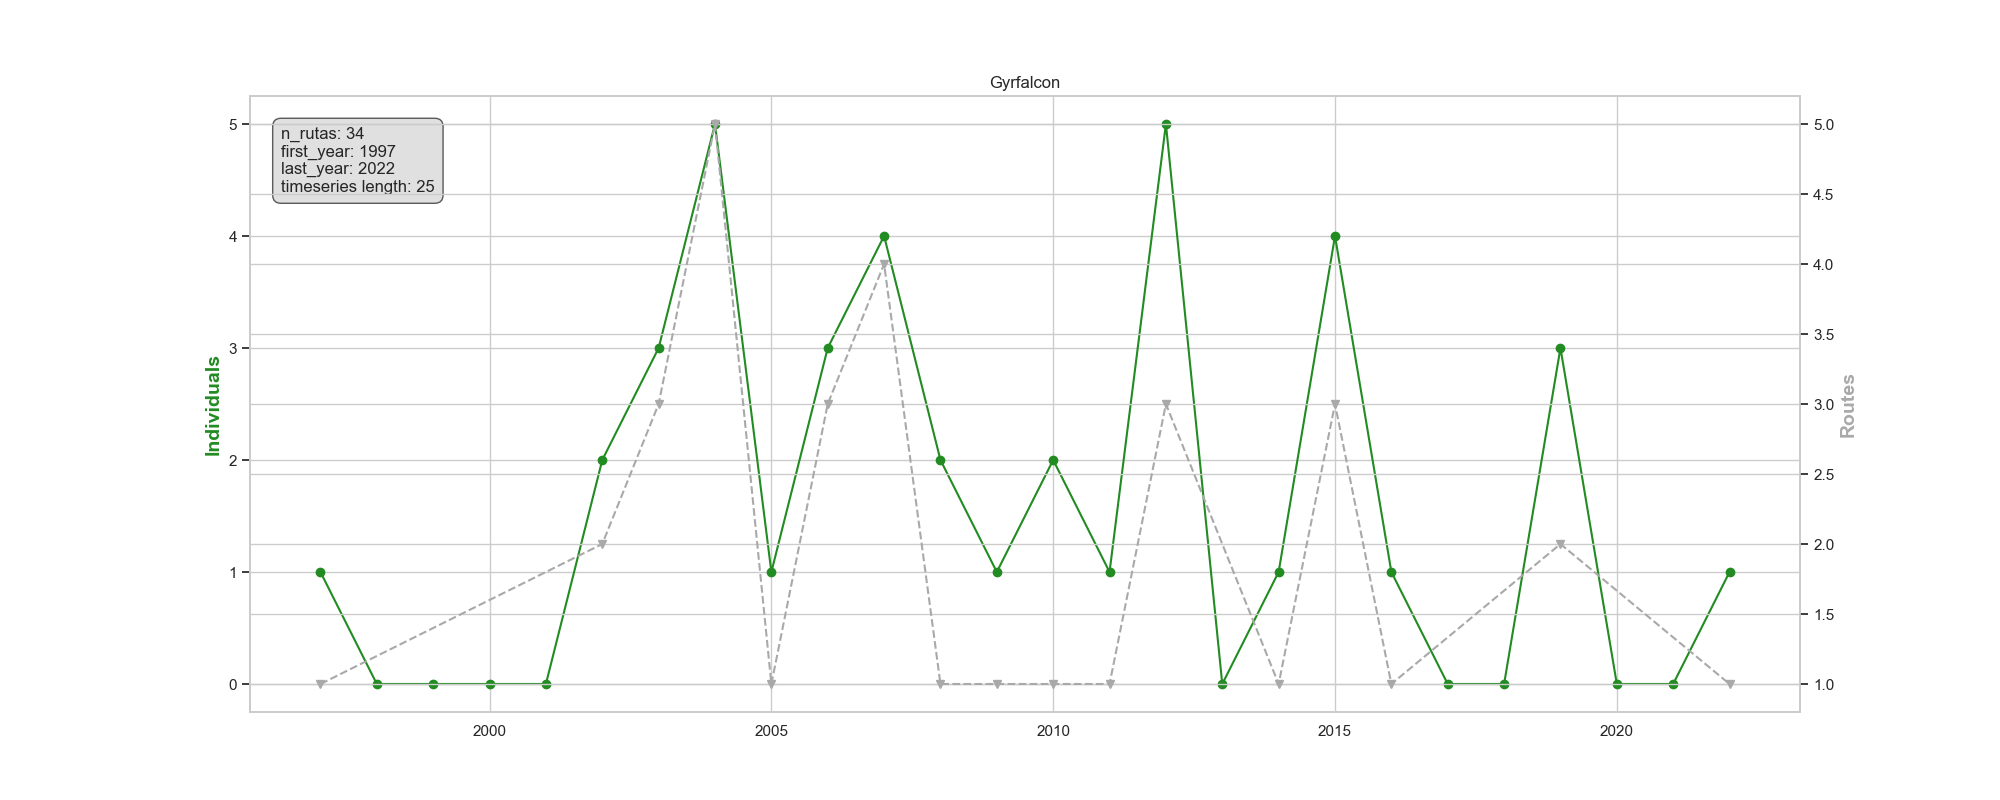 Gyrfalcon
n_rutas: 34
first_year: 1997
last_year: 2022
timeseries length: 25
Individuals
5
4
3
2
1
0
5.0
4.5
4.0
3.5
3.0
2.5
2.0
1.5
1.0
Routes
2000
2005
2010
2015
2020